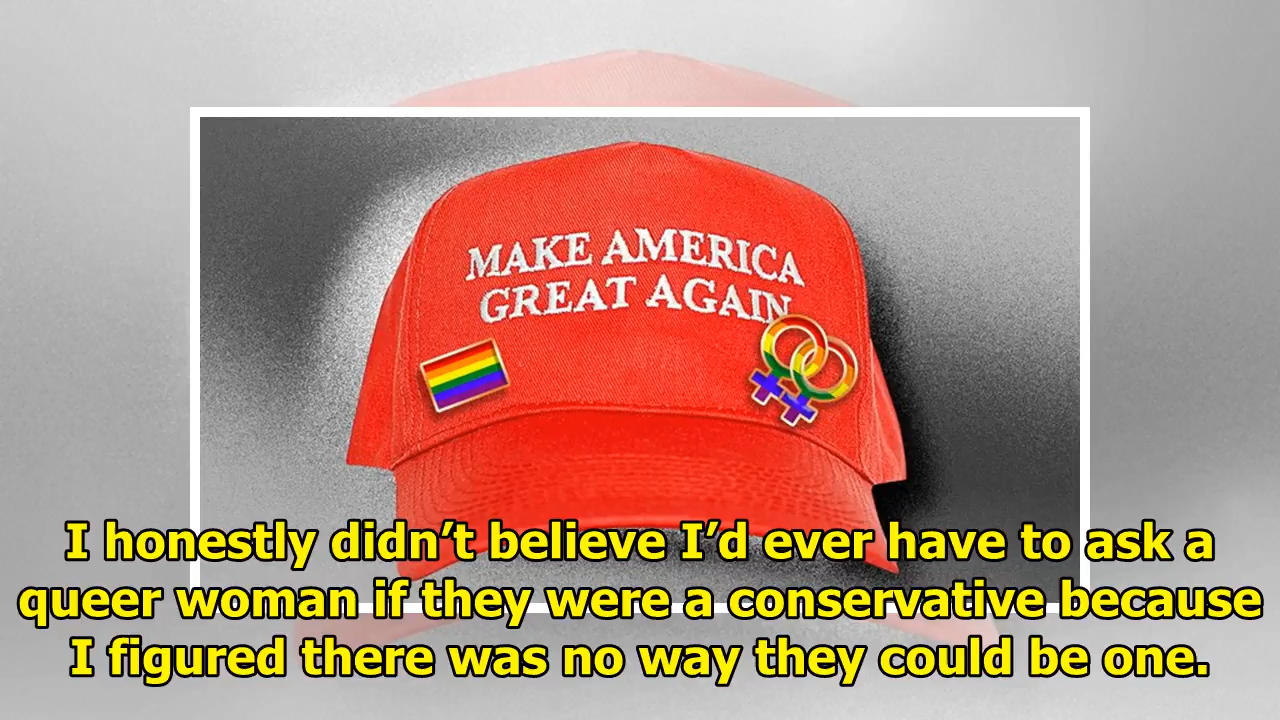 MAKE AMERICA
GREAT AGAIN
I honestly didn’t believe I’d ever have to ask a
queer woman if they were a conservative because
I figured there was no way they could be one.